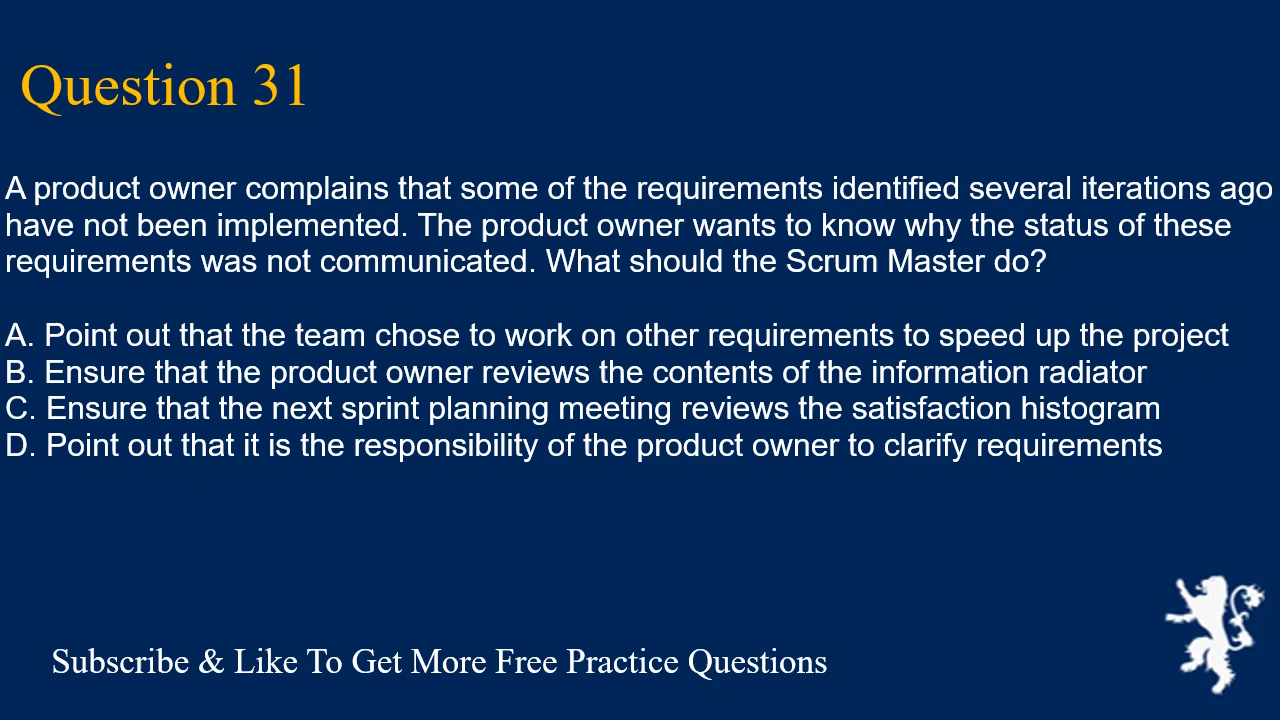 Question 31
A product owner complains that some of the requirements identified several iterations ago
have not been implemented. The product owner wants to know why the status of these
requirements was not communicated. What should the Scrum Master do?
A. Point out that the team chose to work on other requirements to speed up the project
B. Ensure that the product owner reviews the contents of the information radiator
C. Ensure that the next sprint planning meeting reviews the satisfaction histogram
D. Point out that it is the responsibility of the product owner to clarify requirements
Subscribe & Like To Get More Free Practice Questions